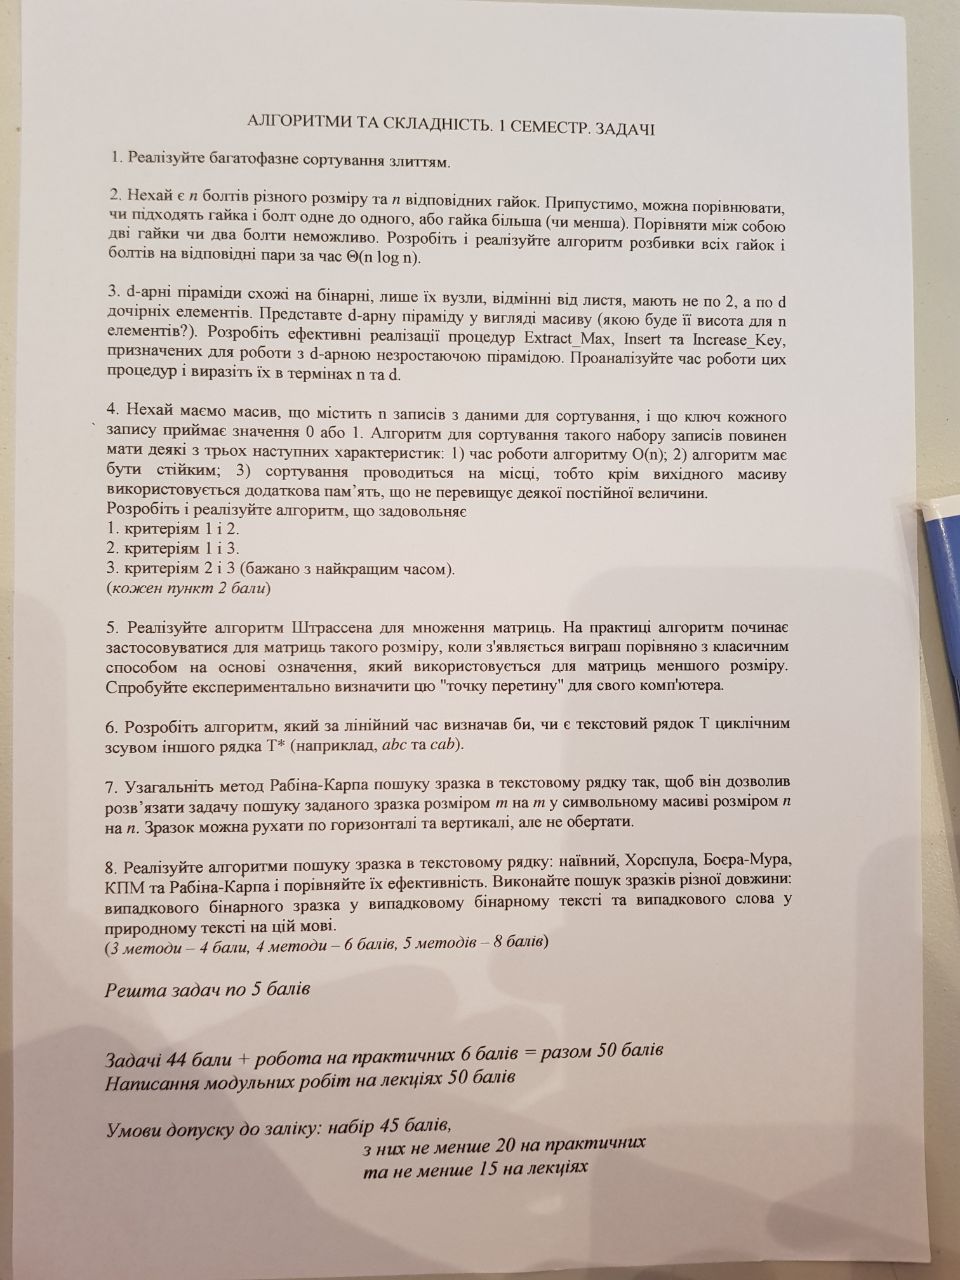 АЛГОРИТМИ ТА СКЛАДНІСТЬ. 1 СЕМЕСТР. ЗАДАЧІ
1. Реалізуйте багатофазне сортування злиттям.
2. Нехай є n болтів різного розміру та n відповідних гайок. Припустимо, можна порівнювати,
чи підходять гайка і болт одне до одного, або гайка більша (чи менша). Порівняти між собою
дві гайки чи два болти неможливо. Розробіть і реалізуйте алгоритм розбивки всіх гайок і
болтів на відповідні пари за час Θ(n log n).
3. d-арні піраміди схожі на бінарні, лише їх вузли, відмінні від листя, мають не по 2, а по d
дочірніх елементів. Представте d-арну піраміду у вигляді масиву (якою буде її висота для n
елементів?). Розробіть ефективні реалізації процедур Extract_Max, Insert та Increase_Key,
призначених для роботи з d-арною незростаючою пірамідою. Проаналізуйте час роботи цих
процедур і виразіть їх в термінах n та d.
4. Нехай маємо масив, що містить n записів з даними для сортування, і що ключ кожного
запису приймає значення 0 або 1. Алгоритм для сортування такого набору записів повинен
мати деякі з трьох наступних характеристик: 1) час роботи алгоритму O(n); 2) алгоритм має
бути стійким; 3) сортування проводиться на місці, тобто крім вихідного масиву
використовується додаткова пам’ять, що не перевищує деякої постійної величини.
Розробіть і реалізуйте алгоритм, що задовольняє
1. критеріям 1 і 2.
2. критеріям 1 і 3.
3. критеріям 2 і 3 (бажано з найкращим часом).
(кожен пункт 2 бали)
5. Реалізуйте алгоритм Штрассена для множення матриць. На практиці алгоритм починає
застосовуватися для матриць такого розміру, коли з'являється виграш порівняно з класичним
способом на основі означення, який використовується для матриць меншого розміру.
Спробуйте експериментально визначити цю "точку перетину" для свого комп'ютера.
6. Розробіть алгоритм, який за лінійний час визначав би, чи є текстовий рядок T циклічним
зсувом іншого рядка T* (наприклад, abc та cab).
7. Узагальніть метод Рабіна-Карпа пошуку зразка в текстовому рядку так, щоб він дозволив
розв’язати задачу пошуку заданого зразка розміром m на m у символьному масиві розміром n
на n. Зразок можна рухати по горизонталі та вертикалі, але не обертати.
8. Реалізуйте алгоритми пошуку зразка в текстовому рядку: наївний, Хорспула, Боєра-Мура,
КПМ та Рабіна-Карпа і порівняйте їх ефективність. Виконайте пошук зразків різної довжини:
випадкового бінарного зразка у випадковому бінарному тексті та випадкового слова у
природному тексті на цій мові.
(3 методи – 4 бали, 4 методи – 6 балів, 5 методів – 8 балів)
Решта задач по 5 балів
Задачі 44 бали + робота на практичних 6 балів = разом 50 балів
Написання модульних робіт на лекціях 50 балів
Умови допуску до заліку: набір 45 балів,
з них не менше 20 на практичних
та не менше 15 на лекціях